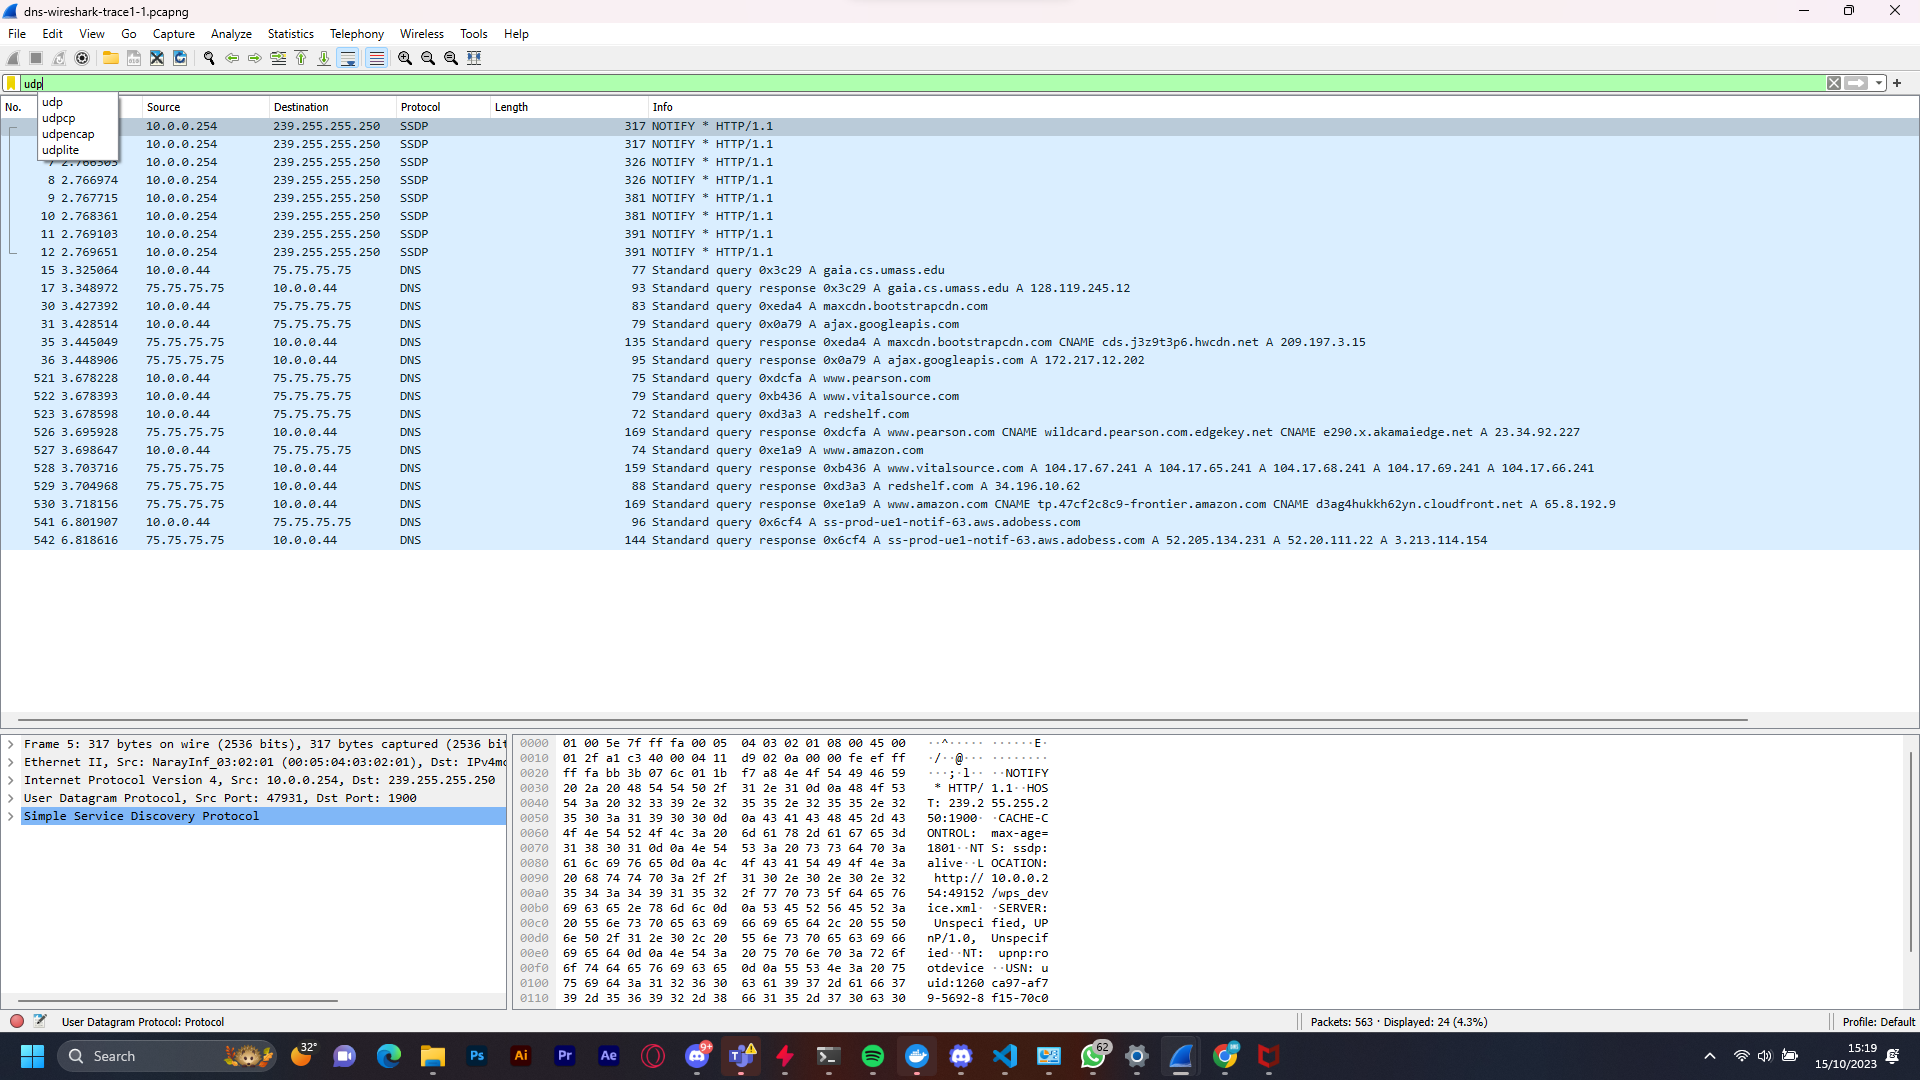 dns-wireshark-trace1-1.pcapng
File Edit View Go Capture Analyze Statistics Telephony Wireless Tools Help
udp
udp
udpcp
udpencap
udplite
No. Source Destination Protocol Length Info
10.0.0.254 239.255.255.250 SSDP 317 NOTIFY * HTTP/1.1
10.0.0.254 239.255.255.250 SSDP 317 NOTIFY * HTTP/1.1
10.0.0.254 239.255.255.250 SSDP 326 NOTIFY * HTTP/1.1
8 2.766974 10.0.0.254 239.255.255.250 SSDP 326 NOTIFY * HTTP/1.1
9 2.767715 10.0.0.254 239.255.255.250 SSDP 381 NOTIFY * HTTP/1.1
10 2.768361 10.0.0.254 239.255.255.250 SSDP 381 NOTIFY * HTTP/1.1
11 2.769103 10.0.0.254 239.255.255.250 SSDP 391 NOTIFY * HTTP/1.1
12 2.769651 10.0.0.254 239.255.255.250 SSDP 391 NOTIFY * HTTP/1.1
15 3.325064 10.0.0.44 75.75.75.75 DNS 77 Standard query 0x3c29 A gaia.cs.umass.edu
17 3.348972 75.75.75.75 10.0.0.44 DNS 93 Standard query response 0x3c29 A gaia.cs.umass.edu A 128.119.245.12
30 3.427392 10.0.0.44 75.75.75.75 DNS 83 Standard query 0xeda4 A maxcdn.bootstrapcdn.com
31 3.428514 10.0.0.44 75.75.75.75 DNS 79 Standard query 0x0a79 A ajax.googleapis.com
35 3.445049 75.75.75.75 10.0.0.44 DNS 135 Standard query response 0xeda4 A maxcdn.bootstrapcdn.com CNAME cds.j3z9t3p6.hwcdn.net A 209.197.3.15
36 3.448906 75.75.75.75 10.0.0.44 DNS 95 Standard query response 0x0a79 A ajax.googleapis.com A 172.217.12.202
521 3.678228 10.0.0.44 75.75.75.75 DNS 75 Standard query 0xdcfa A www.pearson.com
522 3.678393 10.0.0.44 75.75.75.75 DNS 79 Standard query 0xb436 A www.vitalsource.com
523 3.678598 10.0.0.44 75.75.75.75 DNS 72 Standard query 0xd3a3 A redshelf.com
526 3.695928 75.75.75.75 10.0.0.44 DNS 169 Standard query response 0xdcfa A www.pearson.com CNAME wildcard.pearson.com.edgekey.net CNAME e290.x.akamaiedge.net A 23.34.92.227
527 3.698647 10.0.0.44 75.75.75.75 DNS 74 Standard query 0xe1a9 A www.amazon.com
528 3.703716 75.75.75.75 10.0.0.44 DNS 159 Standard query response 0xb436 A www.vitalsource.com A 104.17.67.241 A 104.17.65.241 A 104.17.68.241 A 104.17.69.241 A 104.17.66.241
529 3.704968 75.75.75.75 10.0.0.44 DNS 88 Standard query response 0xd3a3 A redshelf.com A 34.196.10.62
530 3.718156 75.75.75.75 10.0.0.44 DNS 169 Standard query response 0xe1a9 A www.amazon.com CNAME tp.47cf2c8c9-frontier.amazon.com CNAME d3ag4hukkh62yn.cloudfront.net A 65.8.192.9
541 6.801907 10.0.0.44 75.75.75.75 DNS 96 Standard query 0x6cf4 A ss-prod-ue1-notif-63.aws.adobess.com
542 6.818616 75.75.75.75 10.0.0.44 DNS 144 Standard query response 0x6cf4 A ss-prod-ue1-notif-63.aws.adobess.com A 52.205.134.231 A 52.20.111.22 A 3.213.114.154
Frame 5: 317 bytes on wire (2536 bits), 317 bytes captured (2536 bit
Ethernet II, Src: NarayInf_03:02:01 (00:05:04:03:02:01), Dst: IPv4mc
Internet Protocol Version 4, Src: 10.0.0.254, Dst: 239.255.255.250
User Datagram Protocol, Src Port: 47931, Dst Port: 1900
Simple Service Discovery Protocol
0000 01 00 5e 7f ff fa 00 05 04 03 02 01 08 00 45 00 ··^····· ······E·
0010 01 2f a1 c3 40 00 04 11 d9 02 0a 00 00 fe ef ff ·/··@··· ········
0020 ff fa bb 3b 07 6c 01 1b f7 a8 4e 4f 54 49 46 59 ···;·l·· ··NOTIFY
0030 20 2a 20 48 54 54 50 2f 31 2e 31 0d 0a 48 4f 53 * HTTP/ 1.1··HOS
0040 54 3a 20 32 33 39 2e 32 35 35 2e 32 35 35 2e 32 T: 239.2 55.255.2
0050 35 30 3a 31 39 30 30 0d 0a 43 41 43 48 45 2d 43 50:1900· ·CACHE-C
0060 4f 4e 54 52 4f 4c 3a 20 6d 61 78 2d 61 67 65 3d ONTROL: max-age=
0070 31 38 30 31 0d 0a 4e 54 53 3a 20 73 73 64 70 3a 1801··NT S: ssdp:
0080 61 6c 69 76 65 0d 0a 4c 4f 43 41 54 49 4f 4e 3a alive··L OCATION:
0090 20 68 74 74 70 3a 2f 2f 31 30 2e 30 2e 30 2e 32 http:// 10.0.0.2
00a0 35 34 3a 34 39 31 35 32 2f 77 70 73 5f 64 65 76 54:49152 /wps_dev
00b0 69 63 65 2e 78 6d 6c 0d 0a 53 45 52 56 45 52 3a ice.xml· ·SERVER:
00c0 20 55 6e 73 70 65 63 69 66 69 65 64 2c 20 55 50 Unspeci fied, UP
00d0 6e 50 2f 31 2e 30 2c 20 55 6e 73 70 65 63 69 66 nP/1.0, Unspecif
00e0 69 65 64 0d 0a 4e 54 3a 20 75 70 6e 70 3a 72 6f ied··NT: upnp:ro
00f0 6f 74 64 65 76 69 63 65 0d 0a 55 53 4e 3a 20 75 otdevice ··USN: u
0100 75 69 64 3a 31 32 36 30 63 61 39 37 2d 61 66 37 uid:1260 ca97-af7
0110 39 2d 35 36 39 32 2d 38 66 31 35 2d 37 30 63 30 9-5692-8 f15-70c0
User Datagram Protocol: Protocol Packets: 563 · Displayed: 24 (4.3%) Profile: Default
Search 32° Ps Ai Pr Ae 9+ 62 15:19
15/10/2023